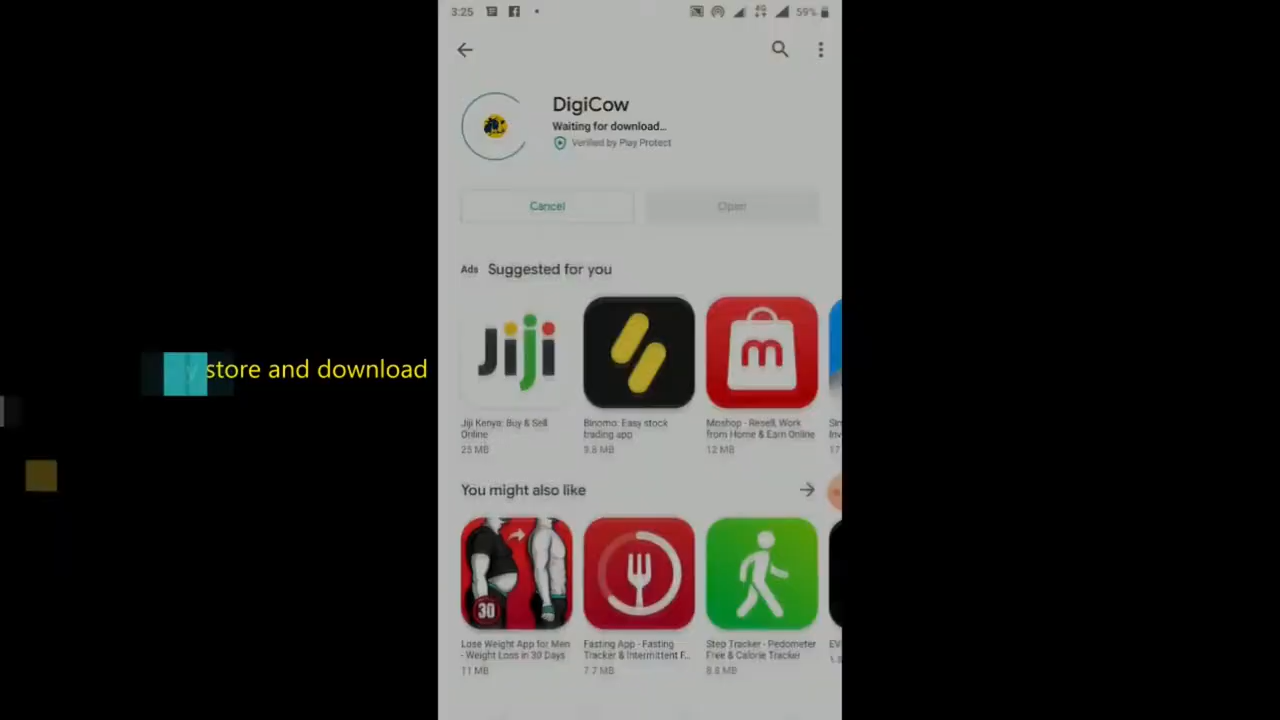 3:25
4G
59%
DigiCow
Waiting for download...
Verified by Play Protect
Cancel
Open
Ads Suggested for you
Jiji
m
Jiji Kenya: Buy & Sell
Online
25 MB
Binomo: Easy stock
trading app
9.8 MB
Moshop - Resell, Work
from Home & Earn Online
12 MB
17
store and download
You might also like
30
Lose Weight App for Men
- Weight Loss in 30 Days
11 MB
Fasting App - Fasting
Tracker & Intermittent F...
7.7 MB
Step Tracker - Pedometer
Free & Calorie Tracker
8.8 MB